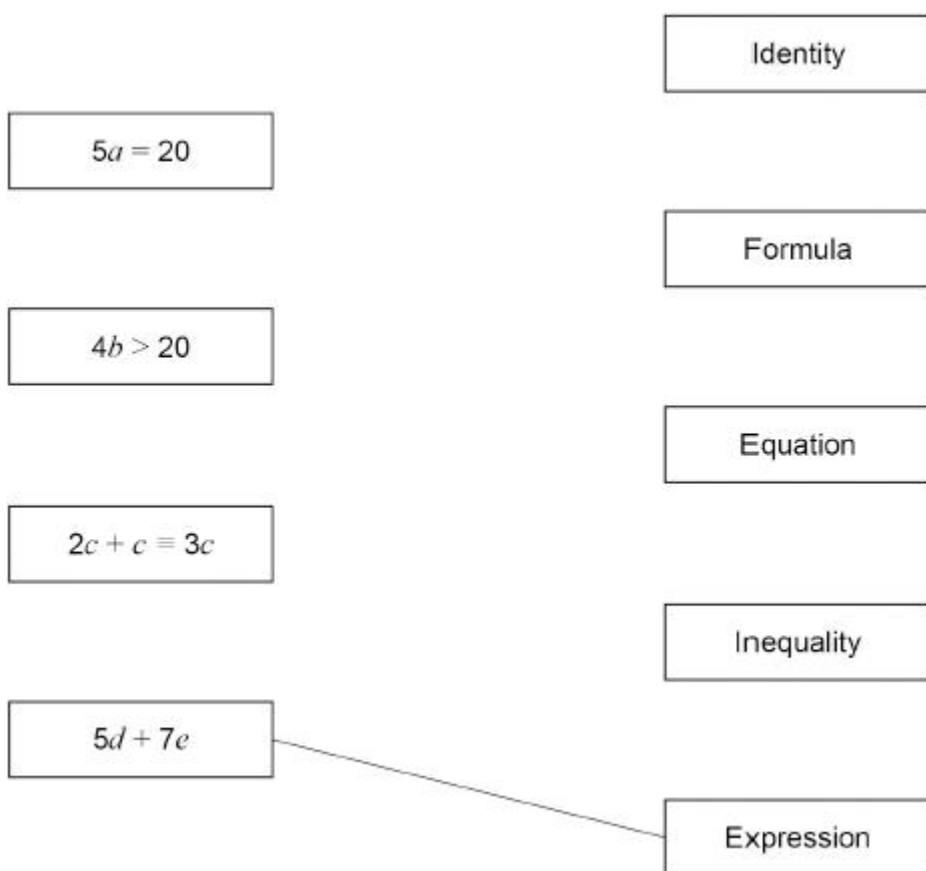 Identity
5a = 20
Formula
4b > 20
Equation
2c + c ≡ 3c
Inequality
5d + 7e
Expression